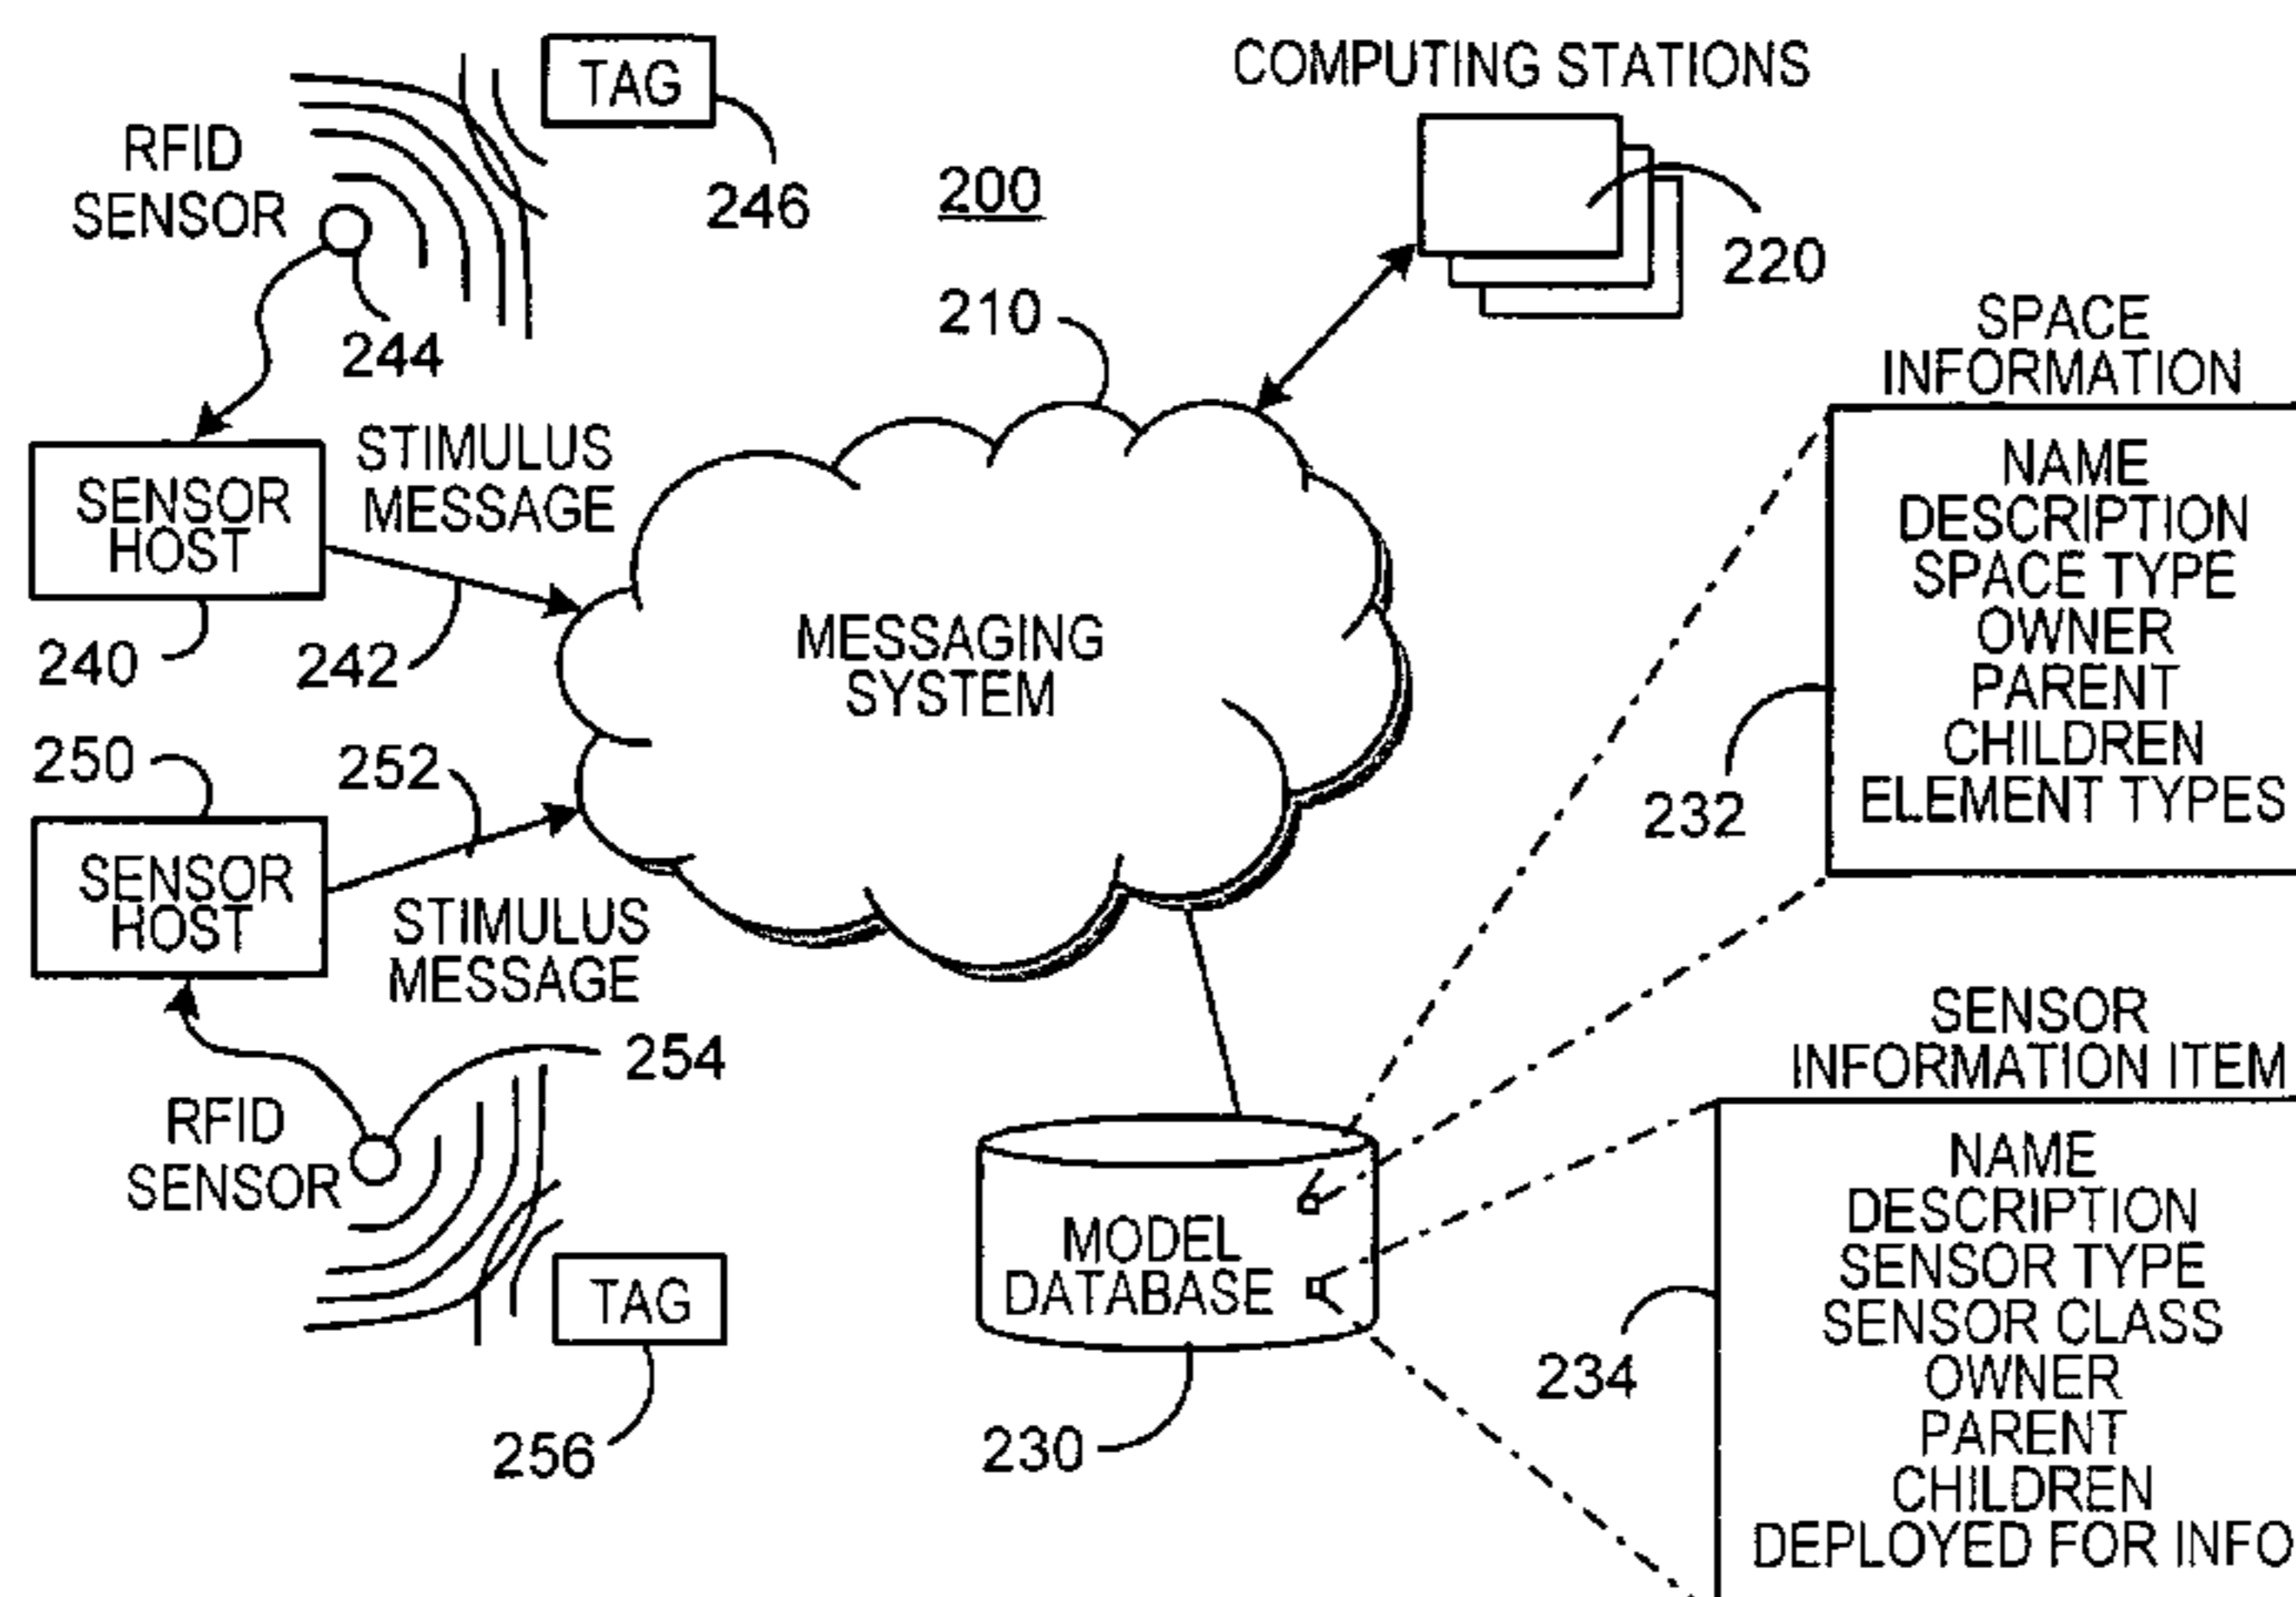 TAG
COMPUTING STATIONS
RFID
SENSOR
246
200
220
244
210
SPACE
INFORMATION
NAME
DESCRIPTION
SPACE TYPE
OWNER
PARENT
CHILDREN
ELEMENT TYPES
232
STIMULUS
MESSAGE
SENSOR
HOST
240
242
MESSAGING
SYSTEM
250
252
SENSOR
HOST
STIMULUS
MESSAGE
254
RFID
SENSOR
TAG
256
MODEL
DATABASE
230
SENSOR
INFORMATION ITEM
NAME
DESCRIPTION
SENSOR TYPE
SENSOR CLASS
OWNER
PARENT
CHILDREN
DEPLOYED FOR INFO
234